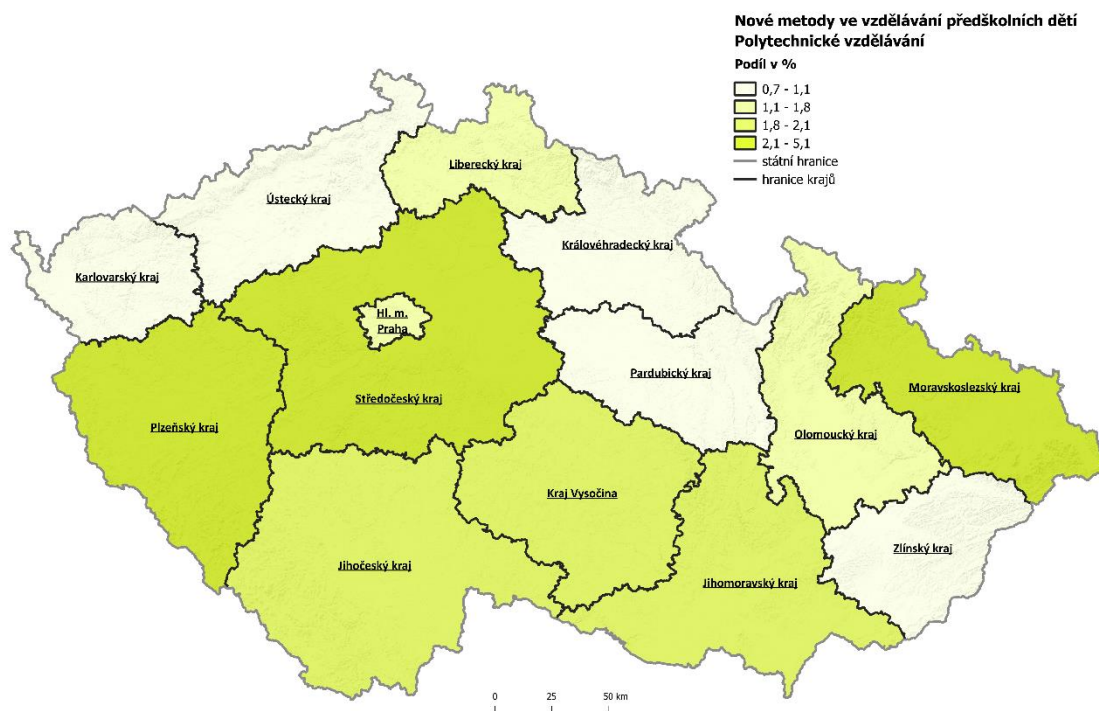 Nové metody ve vzdělávání předškolních dětí
Polytechnické vzdělávání
Podíl v %
0,7 - 1,1
1,1 - 1,8
1,8 - 2,1
2,1 - 5,1
státní hranice
hranice krajů
Liberecký kraj
Ústecký kraj
Královéhradecký kraj
Karlovarský kraj
Hl. m.
Praha
Pardubický kraj
Moravskoslezský kraj
Středočeský kraj
Plzeňský kraj
Olomoucký kraj
Kraj Vysočina
Zlínský kraj
Jihočeský kraj
Jihomoravský kraj
0 25 50 km